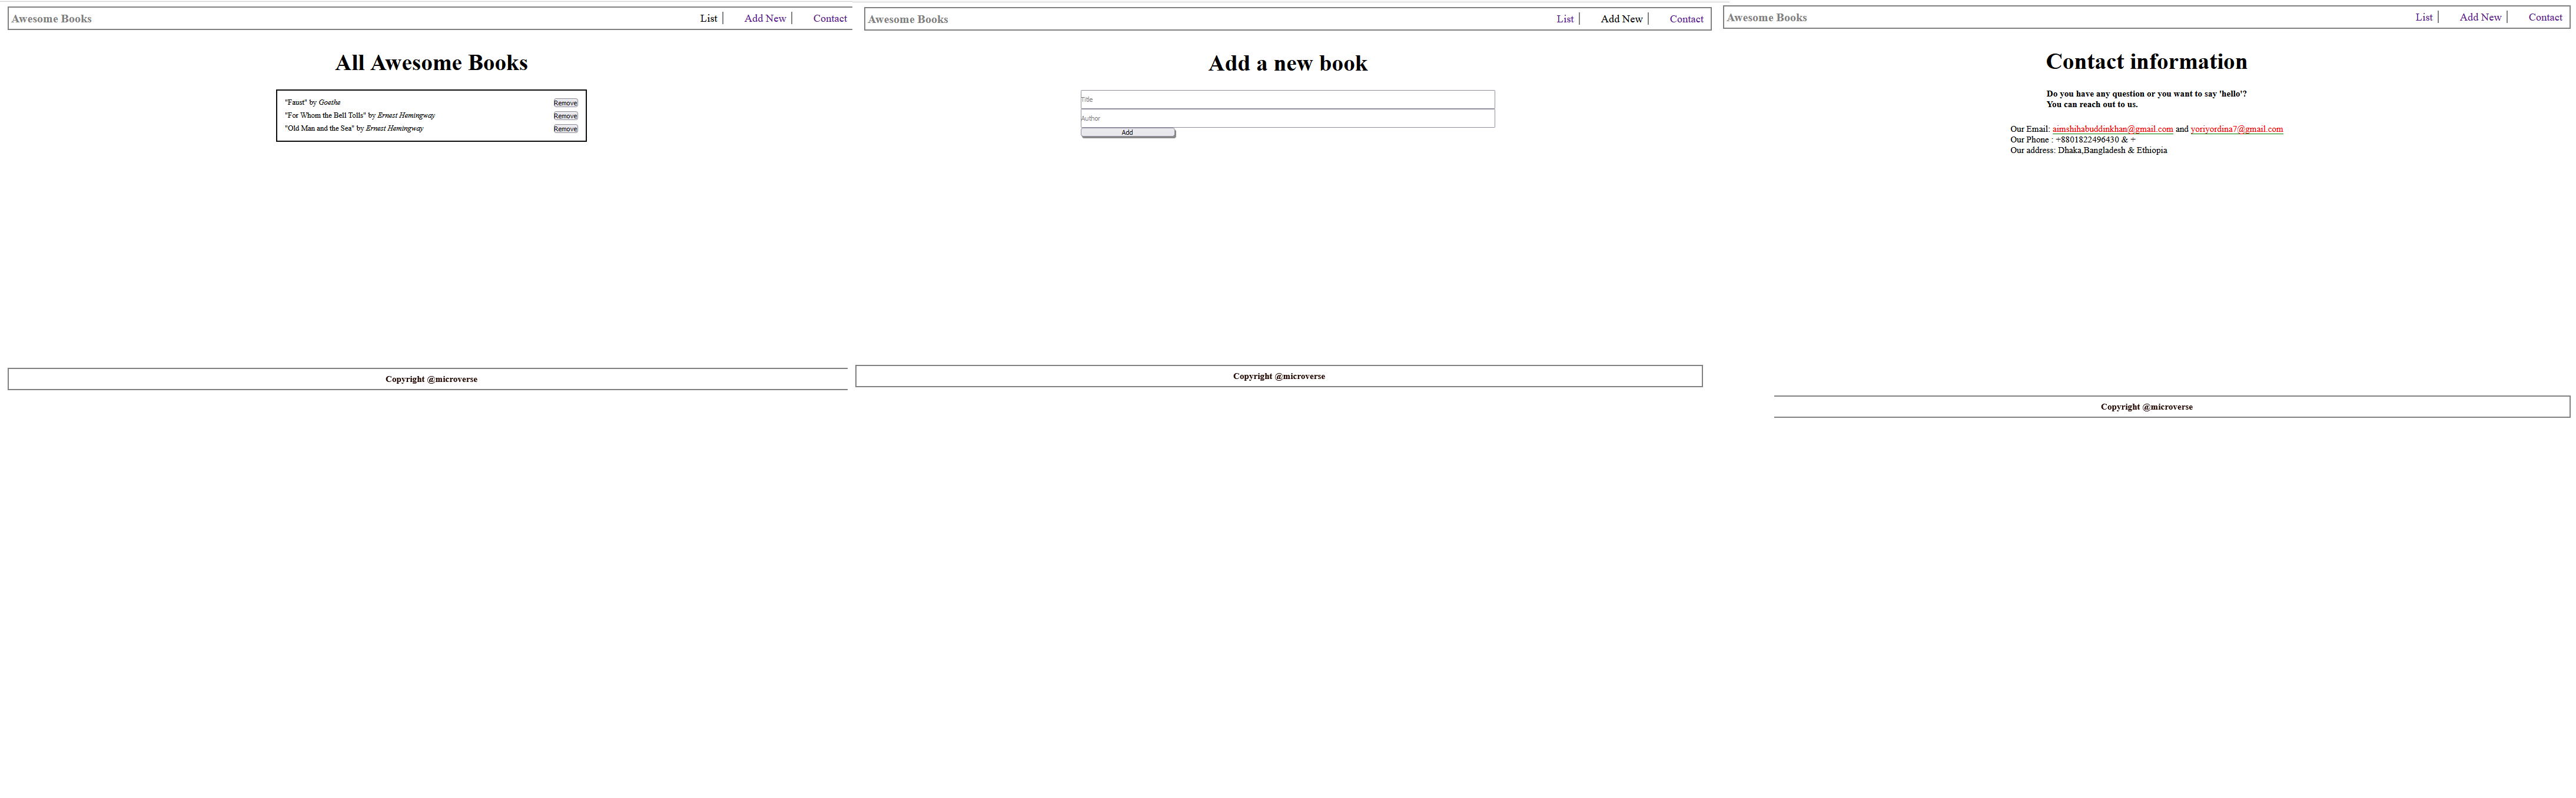 Awesome Books
List
Add New
Contact
All Awesome Books
"Faust" by Goethe
Remove
"For Whom the Bell Tolls" by Ernest Hemingway
Remove
"Old Man and the Sea" by Ernest Hemingway
Remove
Copyright @microverse
Awesome Books
List
Add New
Contact
Add a new book
Title
Author
Add
Copyright @microverse
Awesome Books
List
Add New
Contact
Contact information
Do you have any question or you want to say 'hello'?
You can reach out to us.
Our Email: aimshihabuddinkhan@gmail.com and yoriyordina7@gmail.com
Our Phone : +8801822496430 & +
Our address: Dhaka,Bangladesh & Ethiopia
Copyright @microverse